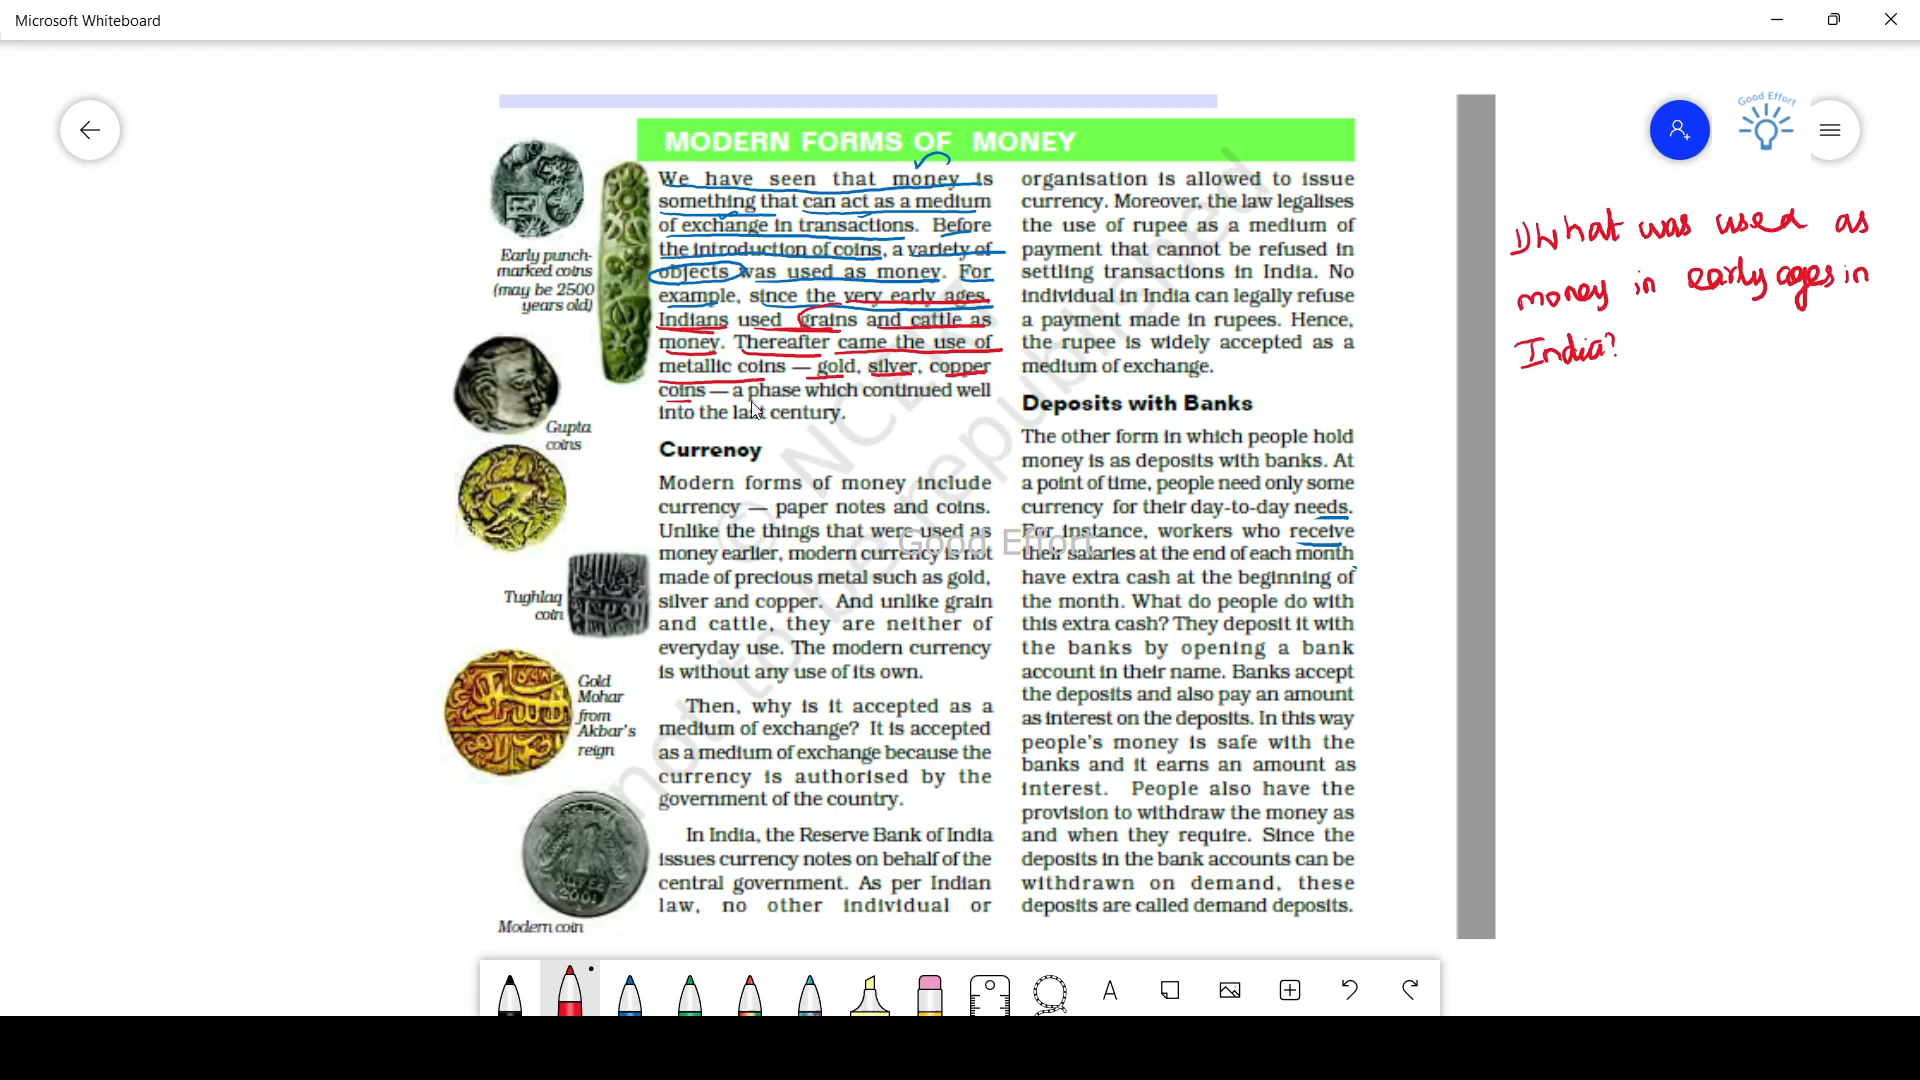 Microsoft Whiteboard
Good Effort
MODERN FORMS OF MONEY
Early punch-
marked coins
(may be 2500
years old)
Gupta
coins
Tughlaq
coin
Gold
Mohar
from
Akbar's
reign
Modern coin
We have seen that money is
something that can act as a medium
of exchange in transactions. Before
the introduction of coins, a variety of
objects was used as money. For
example, since the very early ages,
Indians used grains and cattle as
money. Thereafter came the use of
metallic coins — gold, silver, copper
coins — a phase which continued well
into the last century.
Currency
Modern forms of money include
currency — paper notes and coins.
Unlike the things that were used as
money earlier, modern currency is not
made of precious metal such as gold,
silver and copper. And unlike grain
and cattle, they are neither of
everyday use. The modern currency
is without any use of its own.
Then, why is it accepted as a
medium of exchange? It is accepted
as a medium of exchange because the
currency is authorised by the
government of the country.
In India, the Reserve Bank of India
issues currency notes on behalf of the
central government. As per Indian
law, no other individual or
organisation is allowed to issue
currency. Moreover, the law legalises
the use of rupee as a medium of
payment that cannot be refused in
settling transactions in India. No
individual in India can legally refuse
a payment made in rupees. Hence,
the rupee is widely accepted as a
medium of exchange.
Deposits with Banks
The other form in which people hold
money is as deposits with banks. At
a point of time, people need only some
currency for their day-to-day needs.
For instance, workers who receive
their salaries at the end of each month
have extra cash at the beginning of
the month. What do people do with
this extra cash? They deposit it with
the banks by opening a bank
account in their name. Banks accept
the deposits and also pay an amount
as interest on the deposits. In this way
people's money is safe with the
banks and it earns an amount as
interest. People also have the
provision to withdraw the money as
and when they require. Since the
deposits in the bank accounts can be
withdrawn on demand, these
deposits are called demand deposits.
© NCERT
not to be republished
Good Effort
1) What was used as
money in early ages in
India?